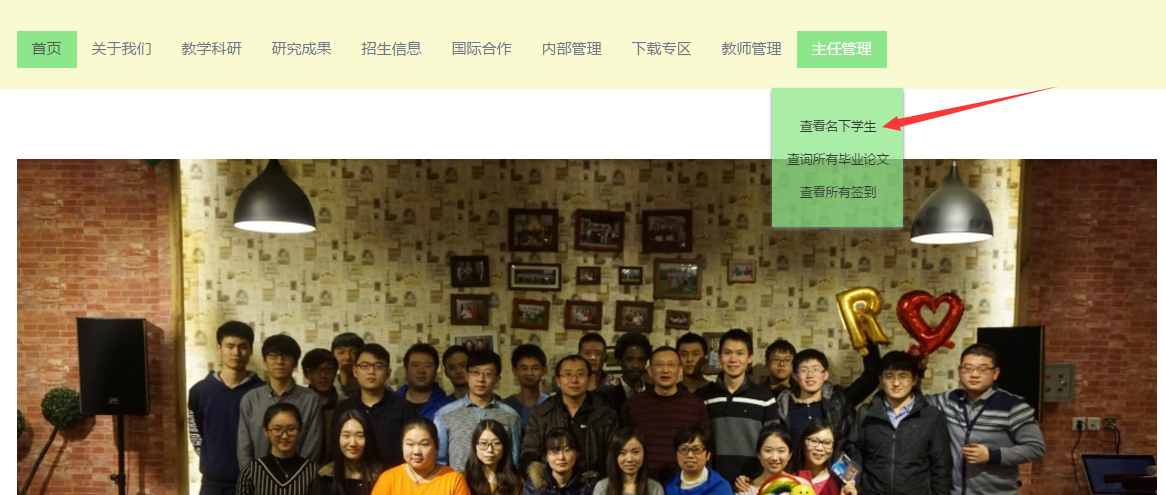 首页 关于我们 教学科研 研究成果 招生信息 国际合作 内部管理 下载专区 教师管理 主任管理
查看名下学生
查询所有毕业论文
查看所有签到
R